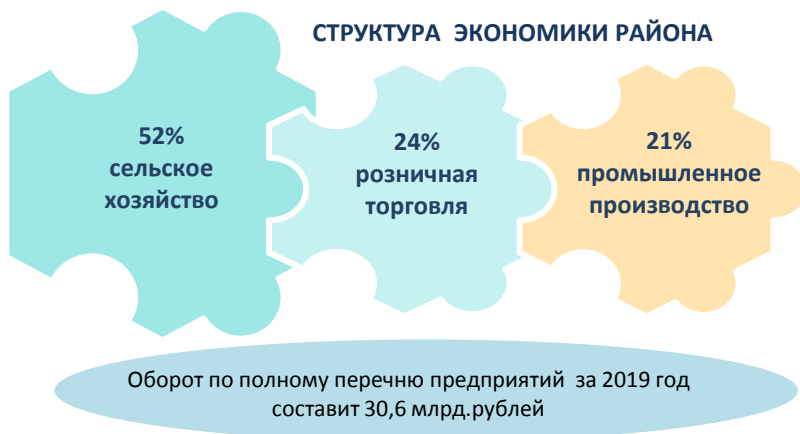 СТРУКТУРА ЭКОНОМИКИ РАЙОНА
52%
сельское
хозяйство
24%
розничная
торговля
21%
промышленное
производство
Оборот по полному перечню предприятий за 2019 год
составит 30,6 млрд.рублей